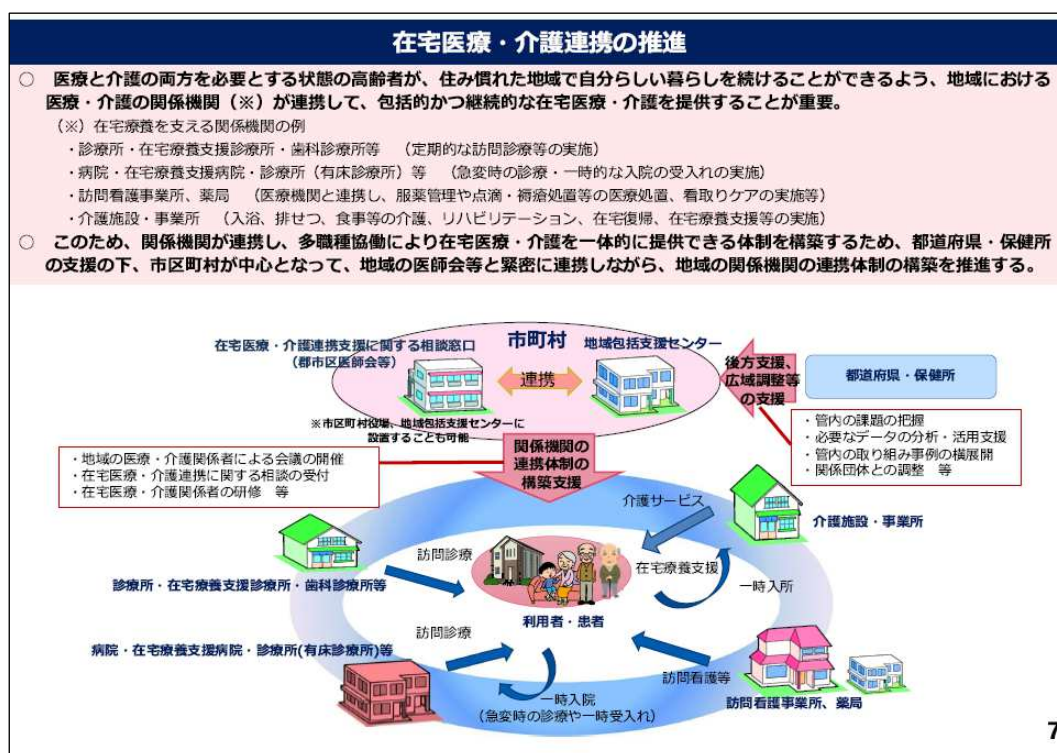 在宅医療・介護連携の推進
○　医療と介護の両方を必要とする状態の高齢者が、住み慣れた地域で自分らしい暮らしを続けることができるよう、地域における
医療・介護の関係機関（※）が連携して、包括的かつ継続的な在宅医療・介護を提供することが重要。
（※）在宅療養を支える関係機関の例
・診療所・在宅療養支援診療所・歯科診療所等　（定期的な訪問診療等の実施）
・病院・在宅療養支援病院・診療所（有床診療所）等　（急変時の診療・一時的な入院の受入れの実施）
・訪問看護事業所、薬局　（医療機関と連携し、服薬管理や点滴・褥瘡処置等の医療処置、看取りケアの実施等）
・介護施設・事業所　（入浴、排せつ、食事等の介護、リハビリテーション、在宅復帰、在宅療養支援等の実施）
○　このため、関係機関が連携し、多職種協働により在宅医療・介護を一体的に提供できる体制を構築するため、都道府県・保健所
の支援の下、市区町村が中心となって、地域の医師会等と緊密に連携しながら、地域の関係機関の連携体制の構築を推進する。
市町村
在宅医療・介護連携支援に関する相談窓口
（郡市区医師会等）
地域包括支援センター
連携
※市区町村役場、地域包括支援センターに
設置することも可能
後方支援、
広域調整等
の支援
都道府県・保健所
・管内の課題の把握
・必要なデータの分析・活用支援
・管内の取り組み事例の横展開
・関係団体との調整　等
関係機関の
連携体制の
構築支援
・地域の医療・介護関係者による会議の開催
・在宅医療・介護連携に関する相談の受付
・在宅医療・介護関係者の研修　等
介護サービス
介護施設・事業所
訪問診療
在宅療養支援
一時入所
診療所・在宅療養支援診療所・歯科診療所等
利用者・患者
訪問診療
病院・在宅療養支援病院・診療所(有床診療所)等
訪問看護等
一時入院
（急変時の診療や一時受入れ）
訪問看護事業所、薬局
7